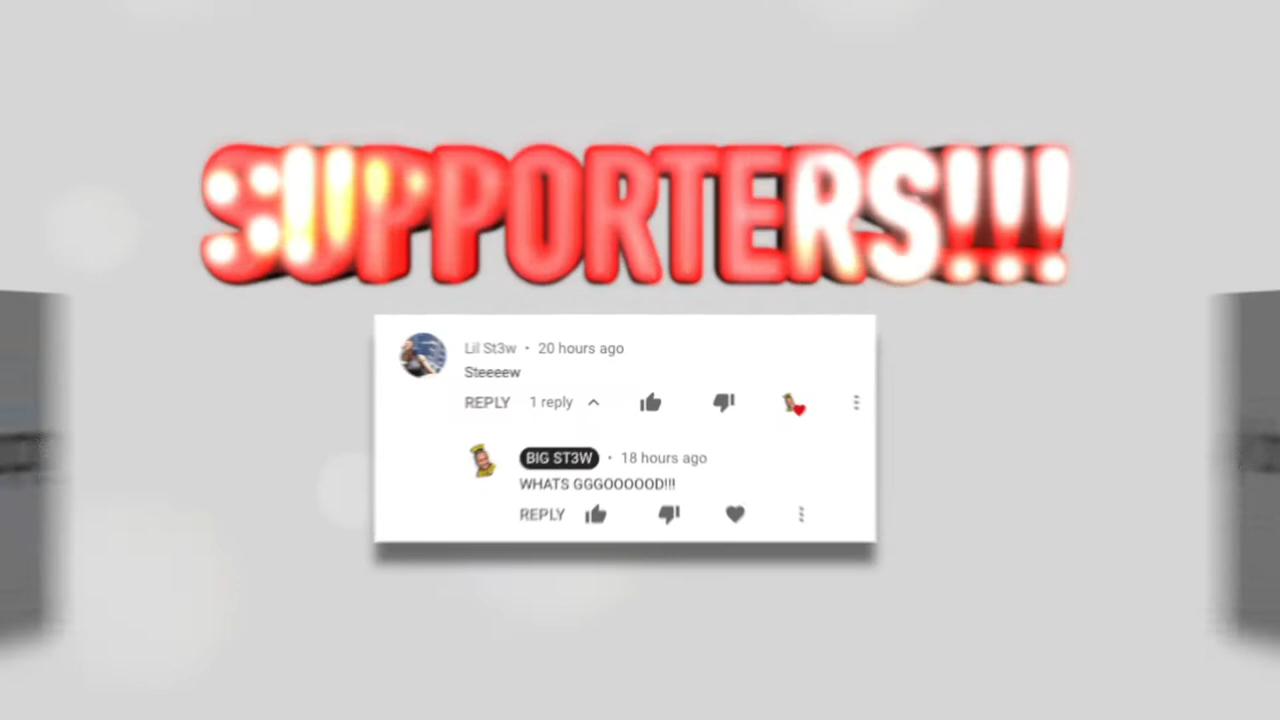 SUPPORTERS!!!
Lil St3w • 20 hours ago
Steeeew
REPLY 1 reply
BIG ST3W • 18 hours ago
WHATS GGGOOOOOD!!!
REPLY